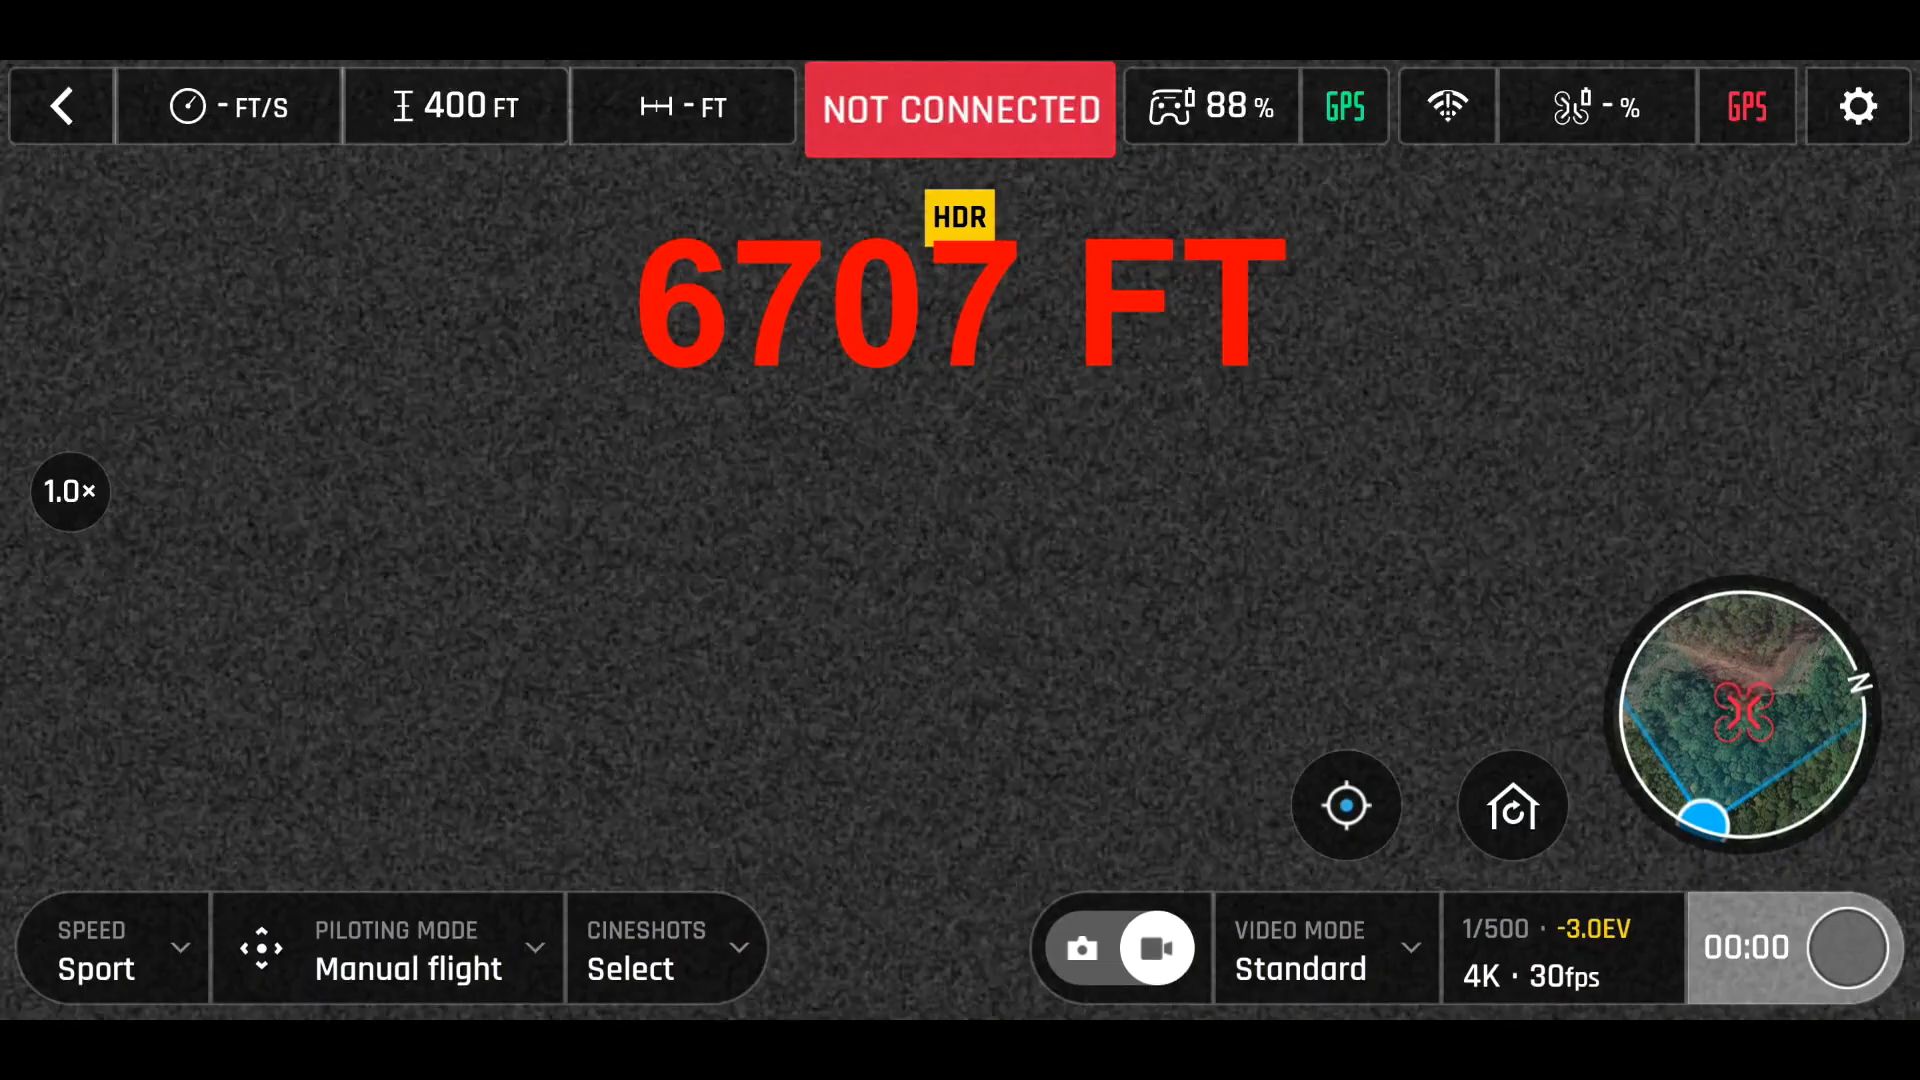 - FT/S
400 FT
- FT
NOT CONNECTED
88 %
GPS
- %
GPS
HDR
6707 FT
1.0×
N
SPEED
Sport
PILOTING MODE
Manual flight
CINESHOTS
Select
VIDEO MODE
Standard
1/500 · -3.0EV
4K · 30fps
00:00